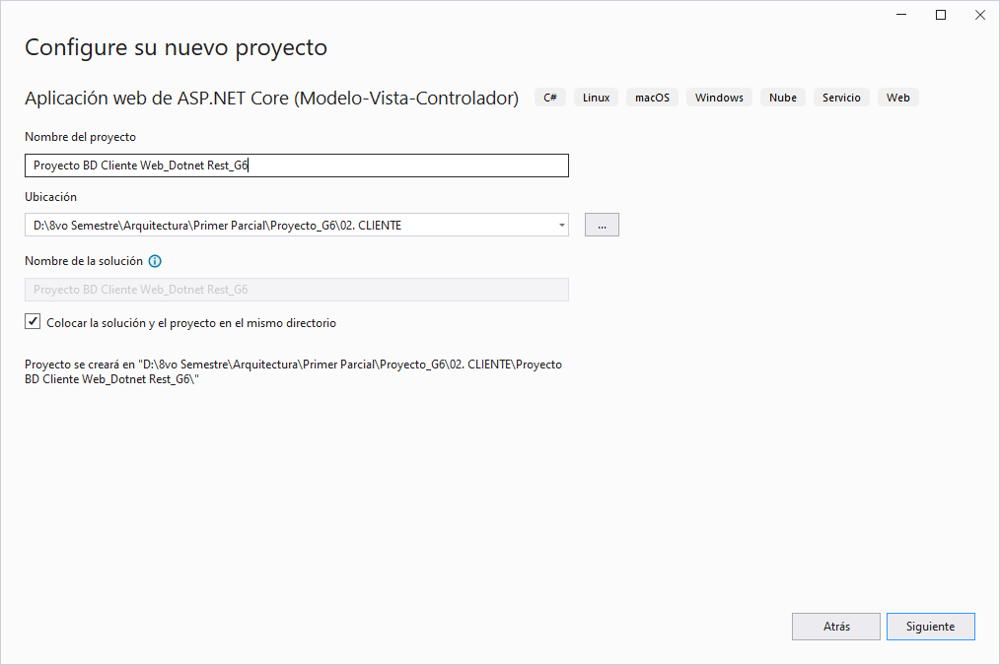 Configure su nuevo proyecto
Aplicación web de ASP.NET Core (Modelo-Vista-Controlador) C# Linux macOS Windows Nube Servicio Web
Nombre del proyecto
Proyecto BD Cliente Web_Dotnet Rest_G6
Ubicación
D:\8vo Semestre\Arquitectura\Primer Parcial\Proyecto_G6\02. CLIENTE ...
Nombre de la solución
Proyecto BD Cliente Web_Dotnet Rest_G6
Colocar la solución y el proyecto en el mismo directorio
Proyecto se creará en "D:\8vo Semestre\Arquitectura\Primer Parcial\Proyecto_G6\02. CLIENTE\Proyecto
BD Cliente Web_Dotnet Rest_G6\"
Atrás Siguiente